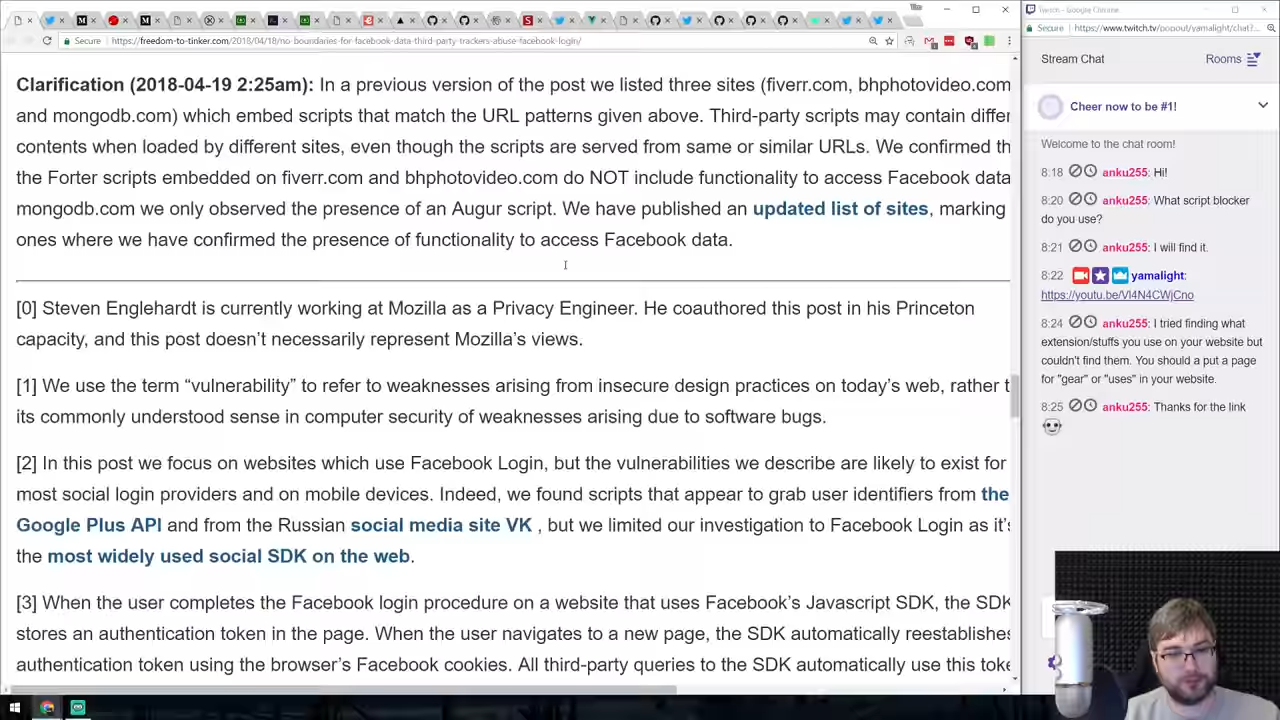 Secure
https://freedom-to-tinker.com/2018/04/18/no-boundaries-for-facebook-data-third-party-trackers-abuse-facebook-login/
Clarification (2018-04-19 2:25am): In a previous version of the post we listed three sites (fiverr.com, bhphotovideo.com
and mongodb.com) which embed scripts that match the URL patterns given above. Third-party scripts may contain differ
contents when loaded by different sites, even though the scripts are served from same or similar URLs. We confirmed th
the Forter scripts embedded on fiverr.com and bhphotovideo.com do NOT include functionality to access Facebook data
mongodb.com we only observed the presence of an Augur script. We have published an updated list of sites, marking
ones where we have confirmed the presence of functionality to access Facebook data.
[0] Steven Englehardt is currently working at Mozilla as a Privacy Engineer. He coauthored this post in his Princeton
capacity, and this post doesn’t necessarily represent Mozilla’s views.
[1] We use the term “vulnerability” to refer to weaknesses arising from insecure design practices on today’s web, rather t
its commonly understood sense in computer security of weaknesses arising due to software bugs.
[2] In this post we focus on websites which use Facebook Login, but the vulnerabilities we describe are likely to exist for
most social login providers and on mobile devices. Indeed, we found scripts that appear to grab user identifiers from the
Google Plus API and from the Russian social media site VK , but we limited our investigation to Facebook Login as it’s
the most widely used social SDK on the web.
[3] When the user completes the Facebook login procedure on a website that uses Facebook’s Javascript SDK, the SDK
stores an authentication token in the page. When the user navigates to a new page, the SDK automatically reestablishes
authentication token using the browser’s Facebook cookies. All third-party queries to the SDK automatically use this toke
Twitch - Google Chrome
Secure
https://www.twitch.tv/popout/yamalight/chat?...
Stream Chat
Rooms
Cheer now to be #1!
Welcome to the chat room!
8:18 anku255: Hi!
8:20 anku255: What script blocker
do you use?
8:21 anku255: I will find it.
8:22 yamalight:
https://youtu.be/Vl4N4CWjCno
8:24 anku255: I tried finding what
extension/stuffs you use on your website but
couldn't find them. You should a put a page
for "gear" or "uses" in your website.
8:25 anku255: Thanks for the link